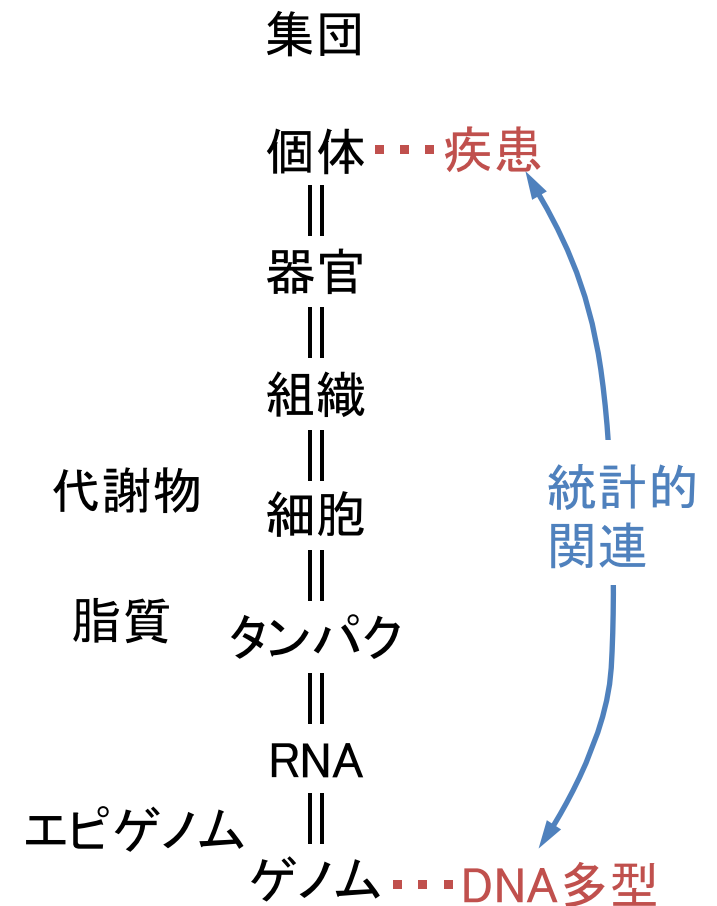 集団
個体・・・疾患
器官
組織
代謝物
細胞
統計的
関連
脂質
タンパク
RNA
エピゲノム
ゲノム・・・DNA多型